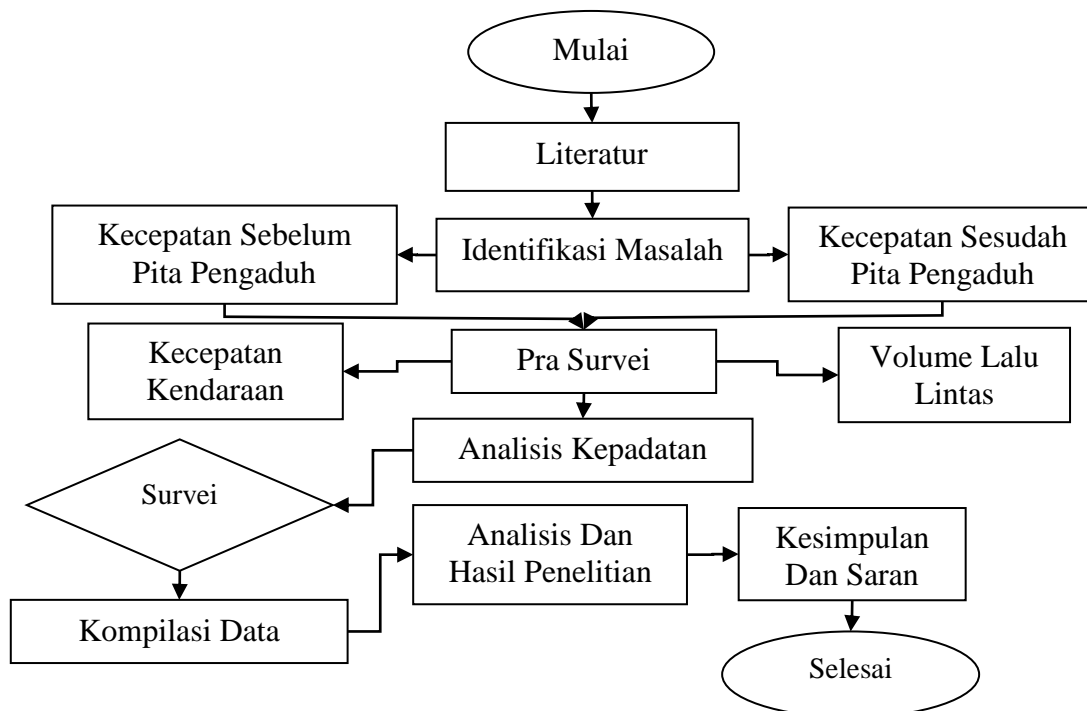 Mulai
Literatur
Kecepatan Sebelum
Pita Pengaduh
Identifikasi Masalah
Kecepatan Sesudah
Pita Pengaduh
Kecepatan
Kendaraan
Pra Survei
Volume Lalu
Lintas
Analisis Kepadatan
Survei
Analisis Dan
Hasil Penelitian
Kesimpulan
Dan Saran
Kompilasi Data
Selesai